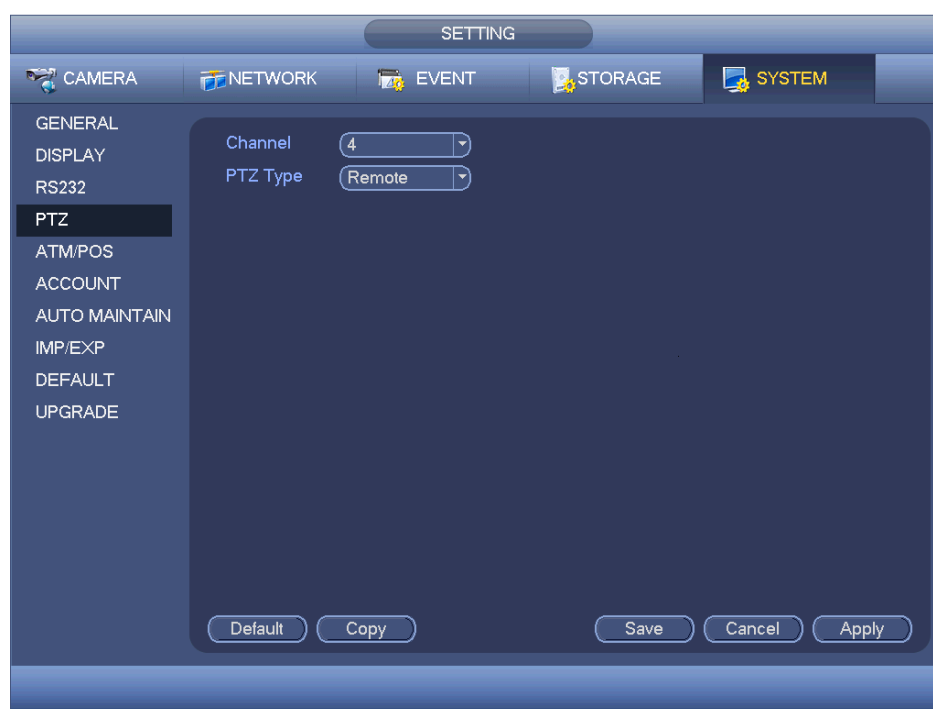 SETTING
CAMERA NETWORK EVENT STORAGE SYSTEM
GENERAL
DISPLAY
RS232
PTZ
ATM/POS
ACCOUNT
AUTO MAINTAIN
IMP/EXP
DEFAULT
UPGRADE
Channel 4
PTZ Type Remote
Default Copy Save Cancel Apply